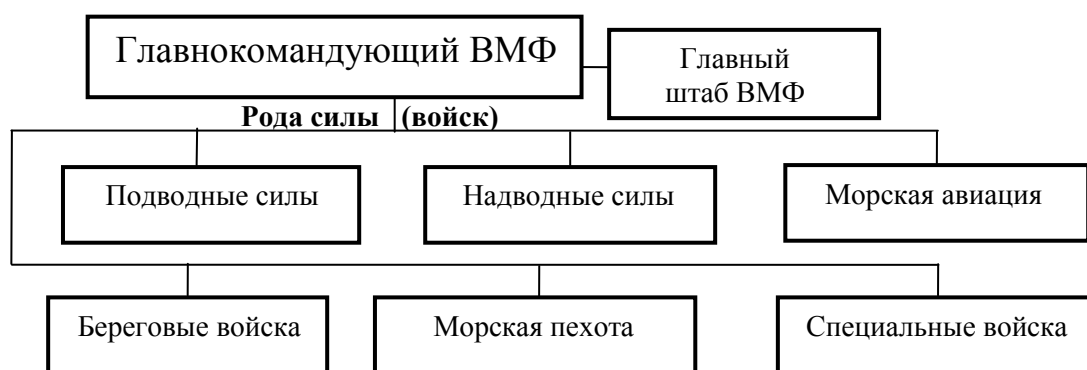 Главнокомандующий ВМФ
Главный
штаб ВМФ
Рода силы (войск)
Подводные силы
Надводные силы
Морская авиация
Береговые войска
Морская пехота
Специальные войска